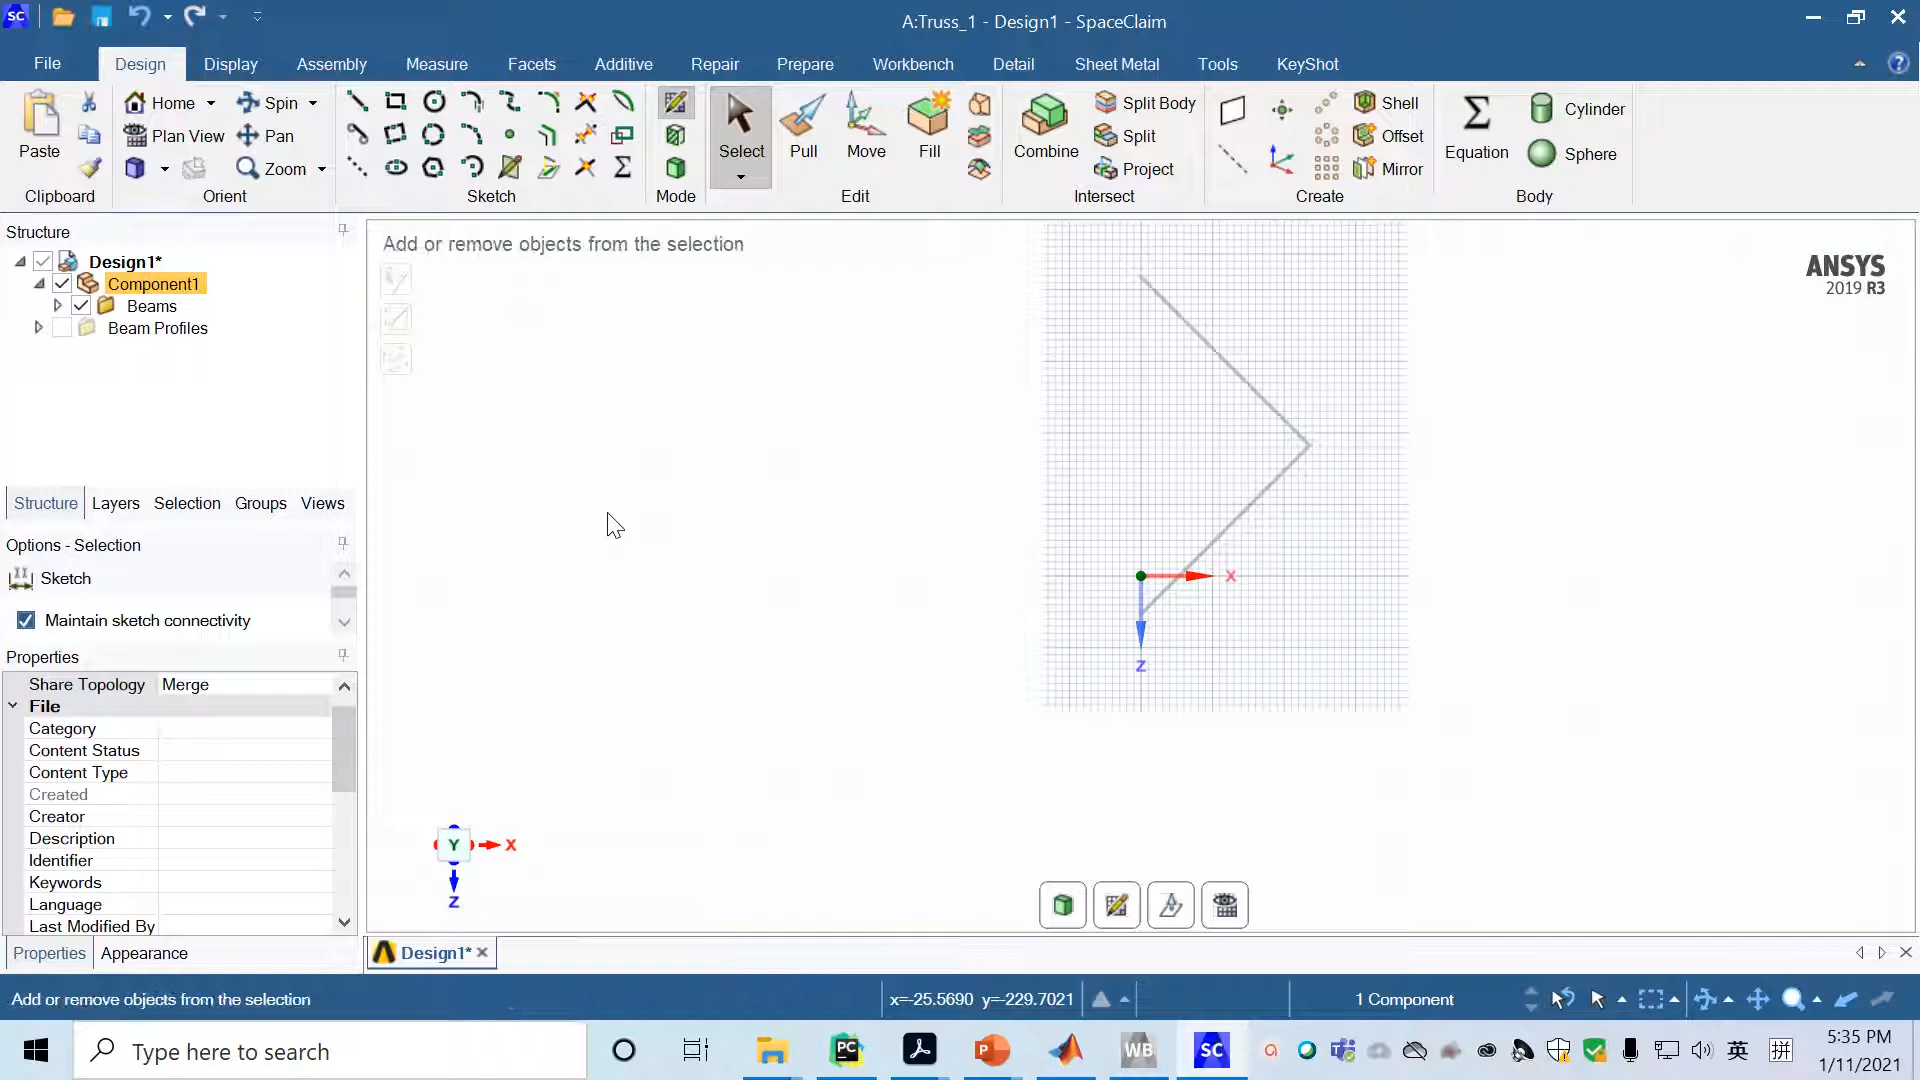 SC
A:Truss_1 - Design1 - SpaceClaim
File Design Display Assembly Measure Facets Additive Repair Prepare Workbench Detail Sheet Metal Tools KeyShot
Paste
Clipboard
Home Spin
Plan View Pan
Zoom
Orient
Sketch
Mode
Select Pull Move Fill
Edit
Combine
Split Body
Split
Project
Intersect
Shell
Offset
Mirror
Create
Equation
Cylinder
Sphere
Body
Structure
Design1*
Component1
Beams
Beam Profiles
Structure Layers Selection Groups Views
Options - Selection
Sketch
Maintain sketch connectivity
Properties
Share Topology Merge
File
Category
Content Status
Content Type
Created
Creator
Description
Identifier
Keywords
Language
Last Modified By
Properties Appearance
Add or remove objects from the selection
ANSYS
2019 R3
X
Z
Y X
Z
Design1*
Add or remove objects from the selection
x=-25.5690 y=-229.7021
1 Component
Type here to search
PC
P
WB
SC
英
拼
5:35 PM
1/11/2021